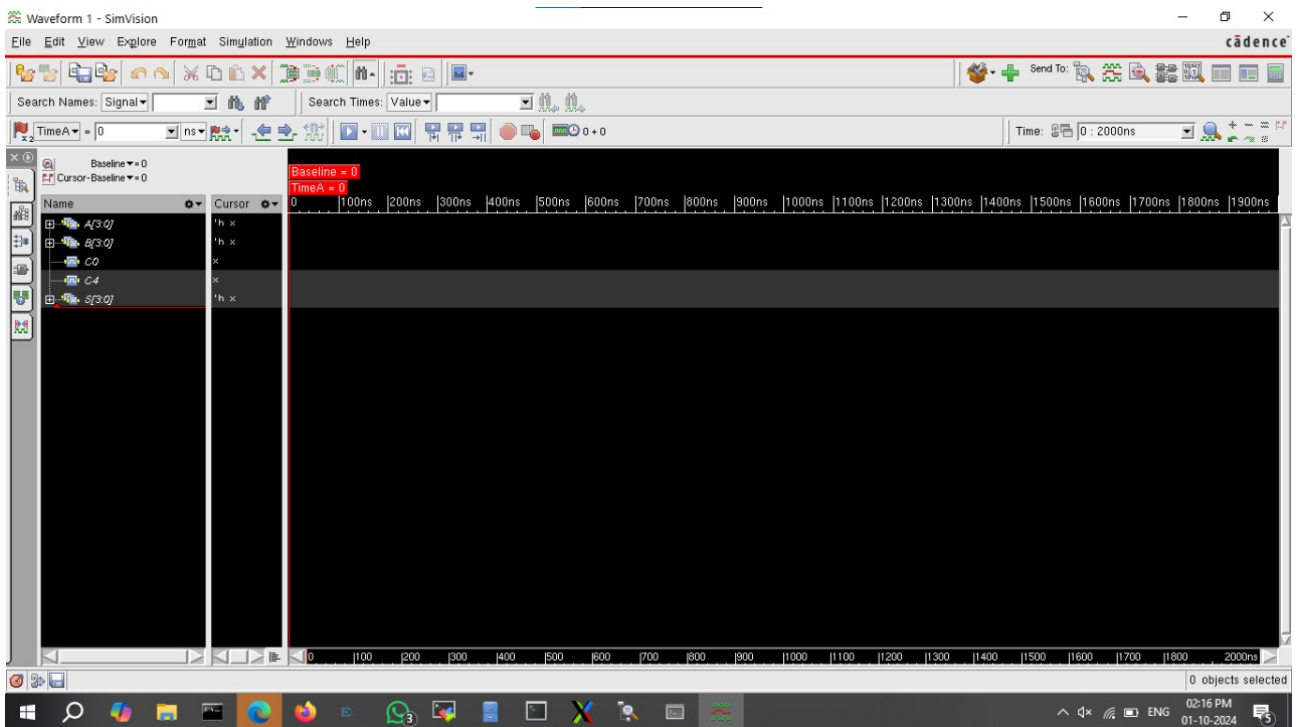 Waveform 1 - SimVision
File Edit View Explore Format Simulation Windows Help
cādence
Send To:
Search Names: Signal
Search Times: Value
x2 TimeA = 0 ns
0 + 0
Time: 0 : 2000ns
Baseline = 0
Cursor-Baseline = 0
Baseline = 0
TimeA = 0
Name Cursor
0 100ns 200ns 300ns 400ns 500ns 600ns 700ns 800ns 900ns 1000ns 1100ns 1200ns 1300ns 1400ns 1500ns 1600ns 1700ns 1800ns 1900ns
A[3:0] 'h x
B[3:0] 'h x
C0 x
C4 x
S[3:0] 'h x
0 100 200 300 400 500 600 700 800 900 1000 1100 1200 1300 1400 1500 1600 1700 1800 2000ns
0 objects selected
3
ENG
02:16 PM
01-10-2024
5